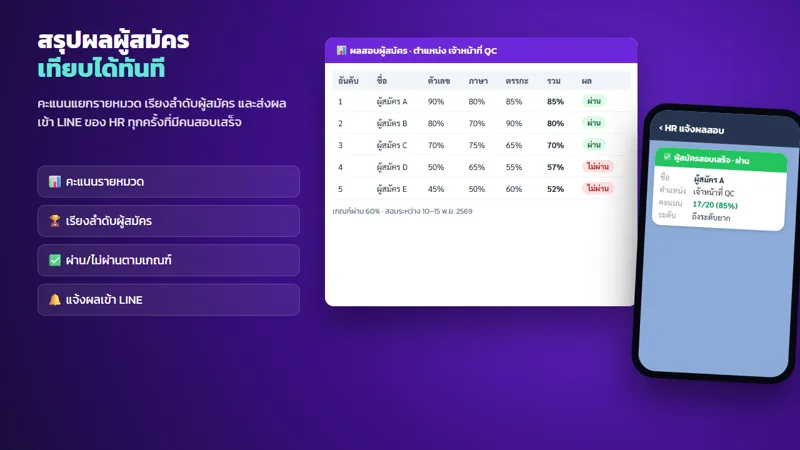 สรุปผลผู้สมัคร
เทียบได้ทันที
คะแนนแยกรายหมวด เรียงลำดับผู้สมัคร และส่งผล
เข้า LINE ของ HR ทุกครั้งที่มีคนสอบเสร็จ
📊 คะแนนรายหมวด
🏆 เรียงลำดับผู้สมัคร
✅ ผ่าน/ไม่ผ่านตามเกณฑ์
🔔 แจ้งผลเข้า LINE
📊 ผลสอบผู้สมัคร · ตำแหน่ง เจ้าหน้าที่ QC
อันดับ ชื่อ ตัวเลข ภาษา ตรรกะ รวม ผล
1 ผู้สมัคร A 90% 80% 85% 85% ผ่าน
2 ผู้สมัคร B 80% 70% 90% 80% ผ่าน
3 ผู้สมัคร C 70% 75% 65% 70% ผ่าน
4 ผู้สมัคร D 50% 65% 55% 57% ไม่ผ่าน
5 ผู้สมัคร E 45% 50% 60% 52% ไม่ผ่าน
เกณฑ์ผ่าน 60% · สอบระหว่าง 10–15 พ.ย. 2569
‹ HR แจ้งผลสอบ
✅ ผู้สมัครสอบเสร็จ · ผ่าน
ชื่อ ผู้สมัคร A
ตำแหน่ง เจ้าหน้าที่ QC
คะแนน 17/20 (85%)
ระดับ ถึงระดับยาก